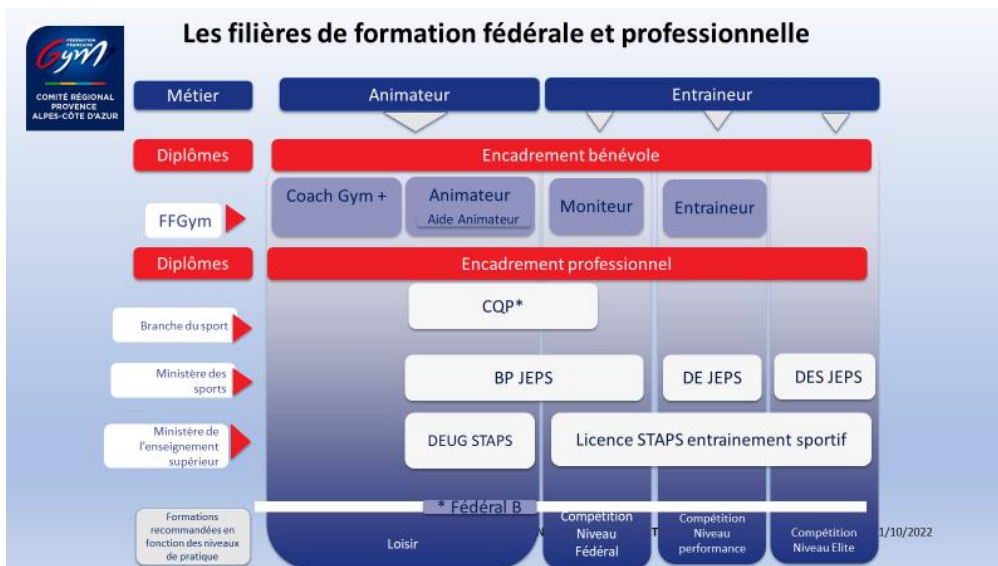 Les filières de formation fédérale et professionnelle
FÉDÉRATION
FRANÇAISE
Gym
COMITÉ RÉGIONAL
PROVENCE
ALPES-CÔTE D'AZUR
Métier
Animateur
Entraineur
Diplômes
Encadrement bénévole
FFGym
Coach Gym +
Animateur
Aide Animateur
Moniteur
Entraineur
Diplômes
Encadrement professionnel
Branche du sport
CQP*
Ministère des
sports
BP JEPS
DE JEPS
DES JEPS
Ministère de
l'enseignement
supérieur
DEUG STAPS
Licence STAPS entrainement sportif
* Fédéral B
Formations
recommandées en
fonction des niveaux
de pratique
Loisir
Compétition
Niveau
Fédéral
Compétition
Niveau
performance
Compétition
Niveau Elite
1/10/2022